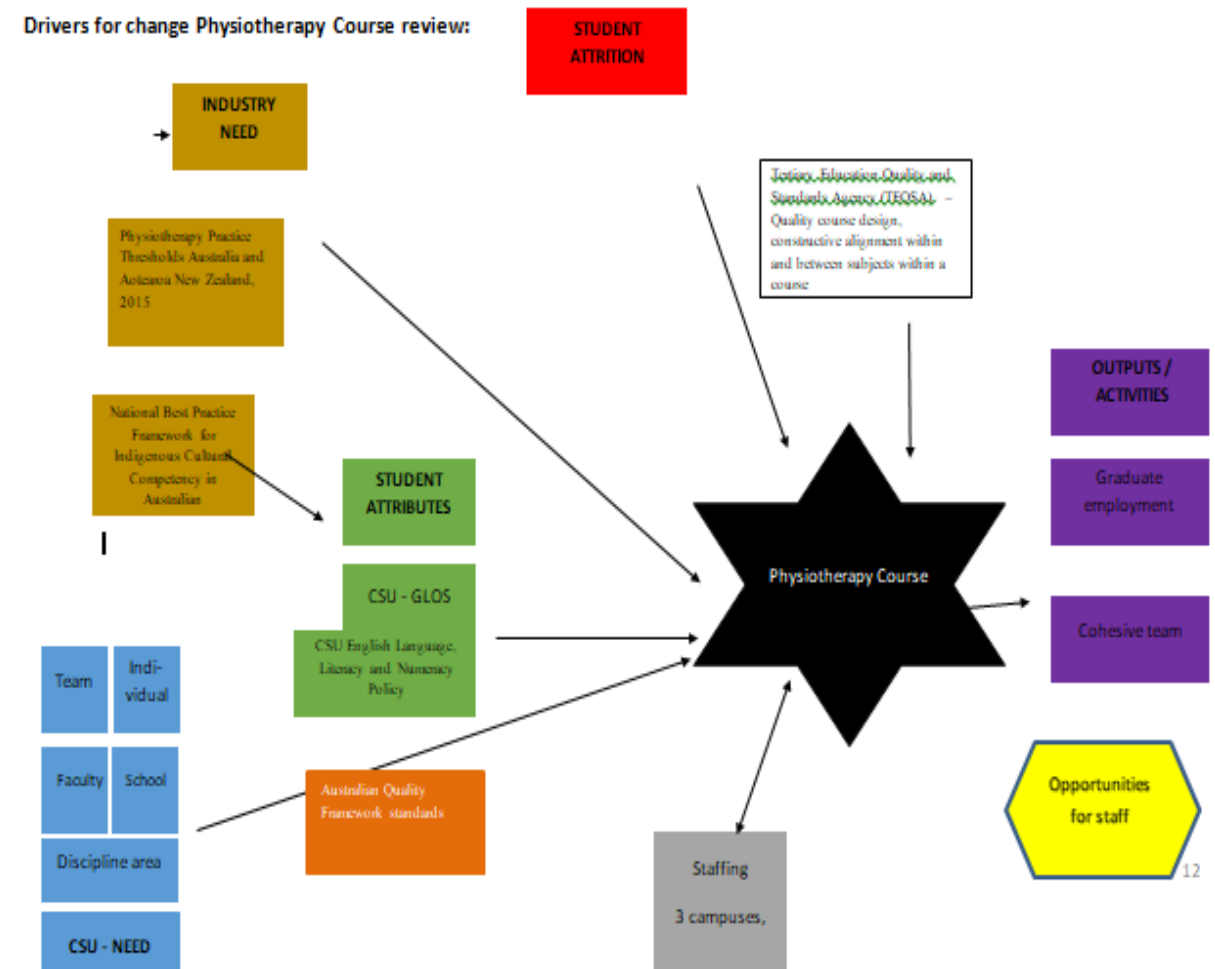 Drivers for change Physiotherapy Course review:
STUDENT
ATTRITION
INDUSTRY
NEED
Tertiary Education Quality and
Standards Agency (TEQSA). –
Quality course design,
constructive alignment within
and between subjects within a
course
Physiotherapy Practice
Thresholds Australia and
Aotearoa New Zealand,
2015
OUTPUTS /
ACTIVITIES
National Best Practice
Framework for
Indigenous Cultural
Competency in
Australian
STUDENT
ATTRIBUTES
Graduate
employment
Physiotherapy Course
CSU - GLOS
CSU English Language,
Literacy and Numeracy
Policy
Cohesive team
Team
Indi-
vidual
Faculty
School
Discipline area
CSU - NEED
Australian Quality
Framework standards
Opportunities
for staff
Staffing
3 campuses,
12